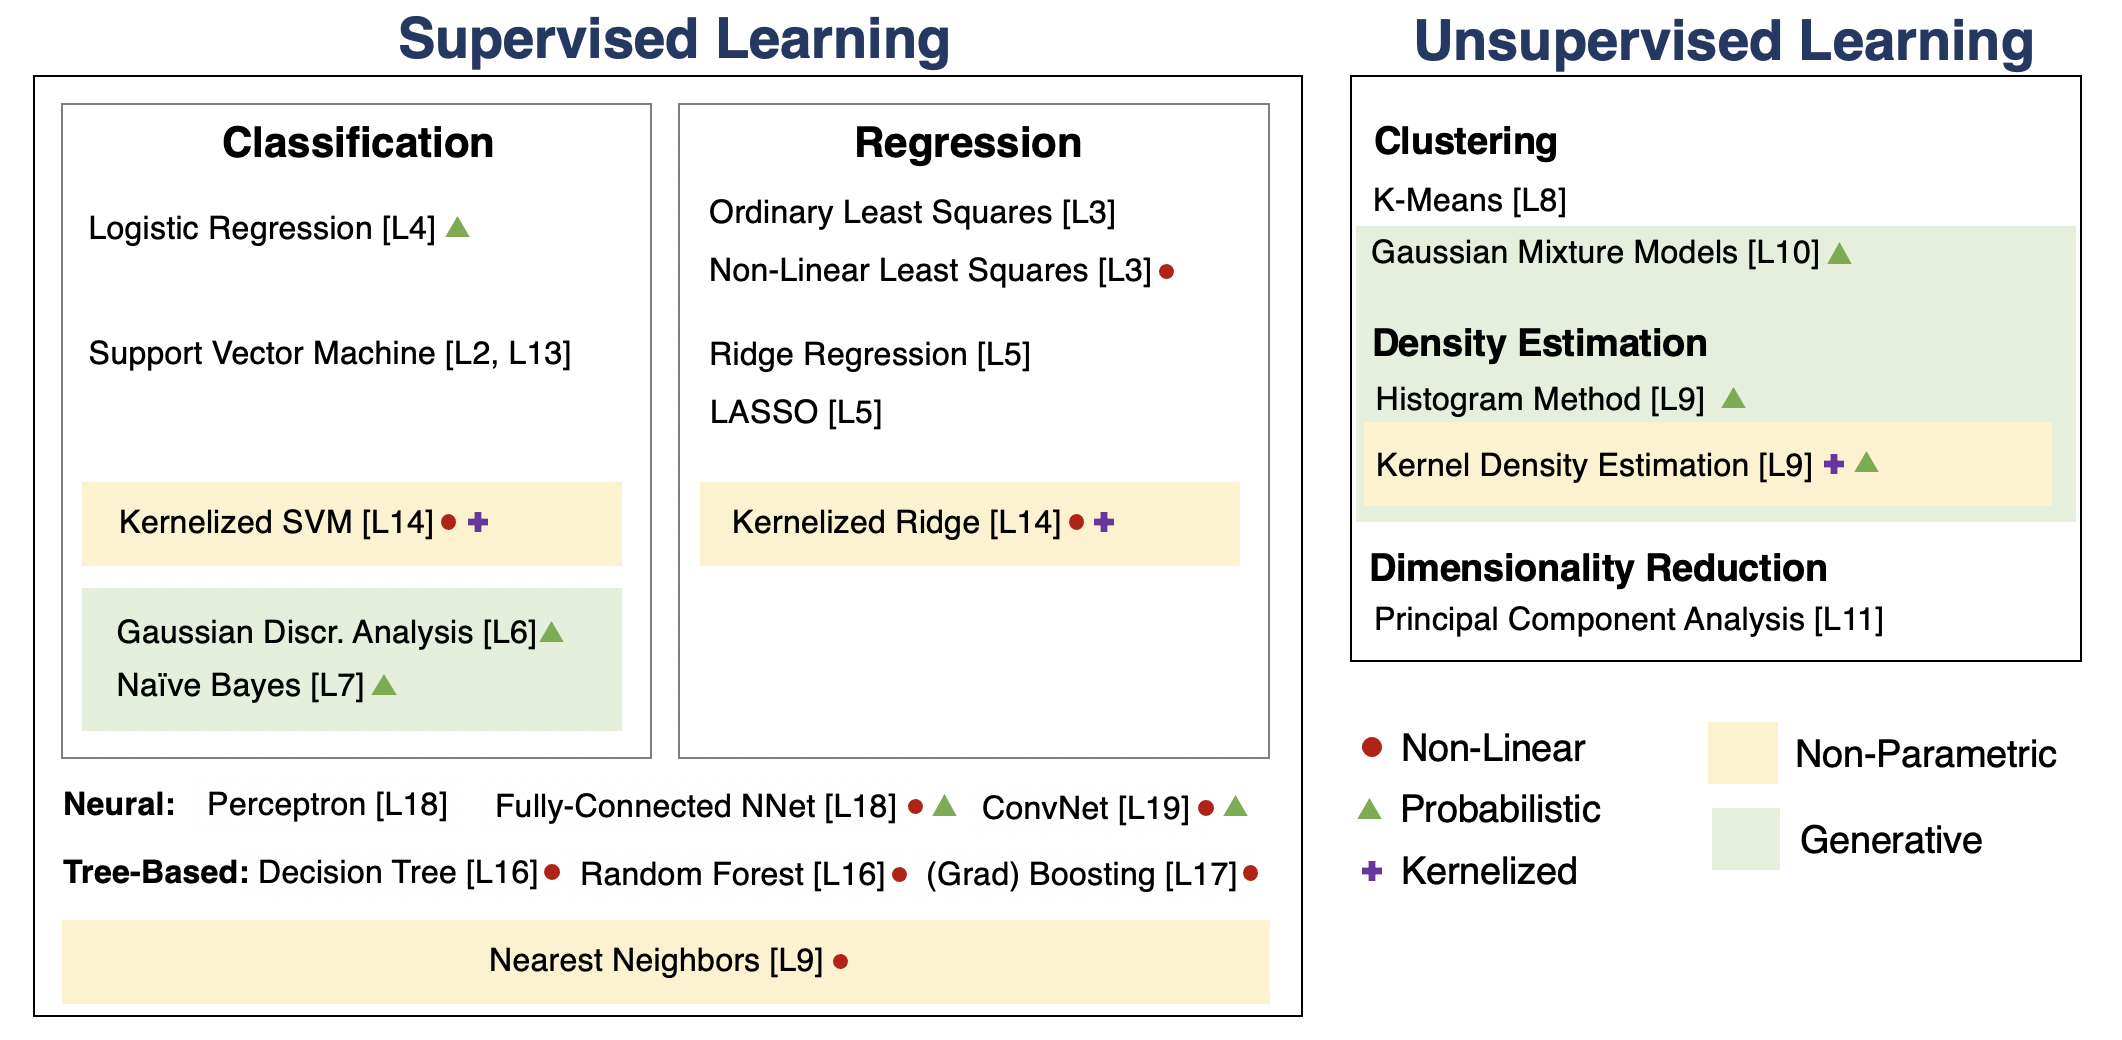 Supervised Learning
Classification
Logistic Regression [L4]
Support Vector Machine [L2, L13]
Kernelized SVM [L14]
Gaussian Discr. Analysis [L6]
Naïve Bayes [L7]
Regression
Ordinary Least Squares [L3]
Non-Linear Least Squares [L3]
Ridge Regression [L5]
LASSO [L5]
Kernelized Ridge [L14]
Neural: Perceptron [L18] Fully-Connected NNet [L18] ConvNet [L19]
Tree-Based: Decision Tree [L16] Random Forest [L16] (Grad) Boosting [L17]
Nearest Neighbors [L9]
Unsupervised Learning
Clustering
K-Means [L8]
Gaussian Mixture Models [L10]
Density Estimation
Histogram Method [L9]
Kernel Density Estimation [L9]
Dimensionality Reduction
Principal Component Analysis [L11]
Non-Linear
Probabilistic
Kernelized
Non-Parametric
Generative